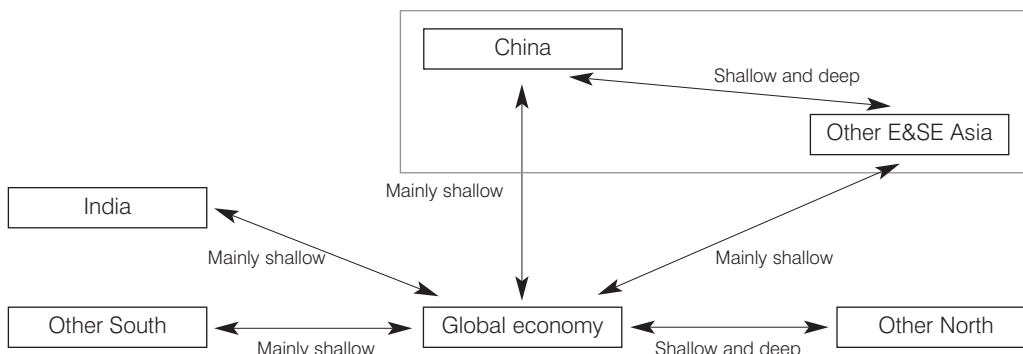 China
Shallow and deep
Other E&SE Asia
Mainly shallow
India
Mainly shallow
Mainly shallow
Other South
Global economy
Other North
Mainly shallow
Shallow and deep